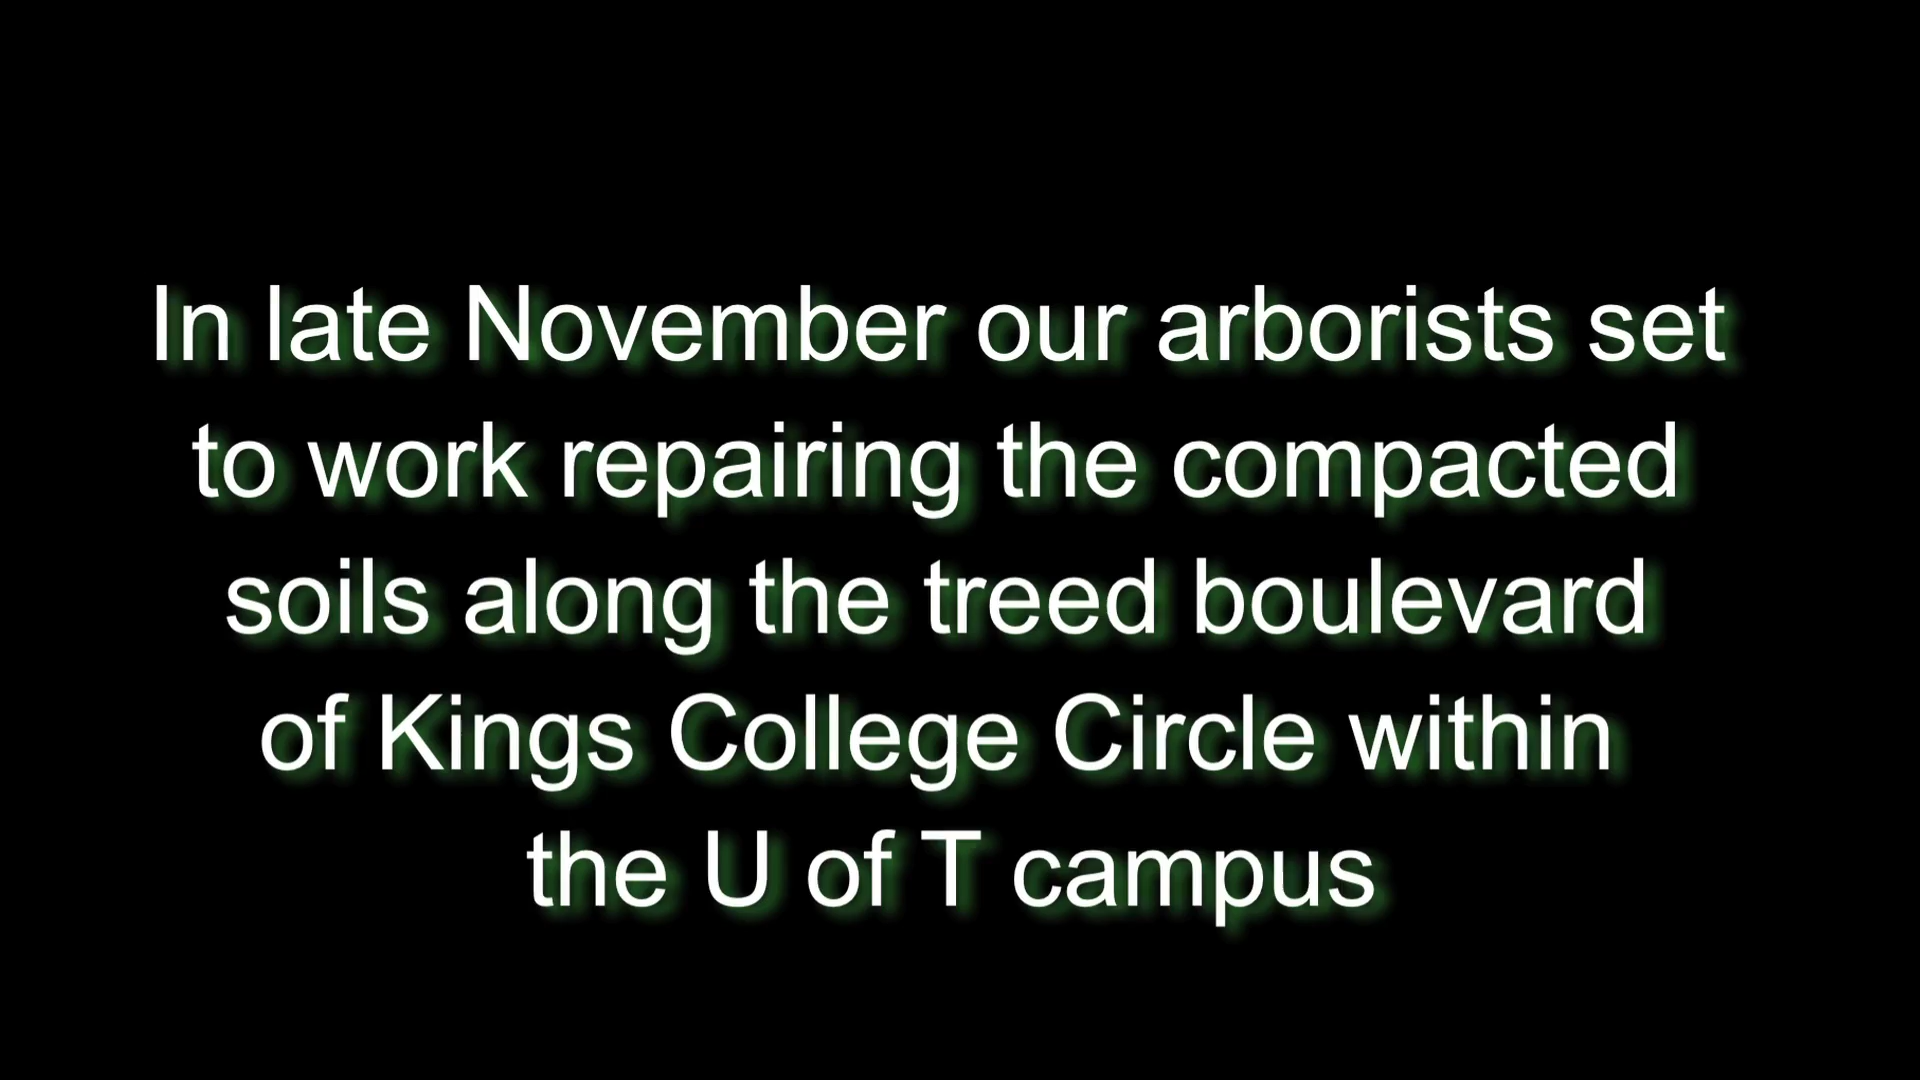 In late November our arborists set
to work repairing the compacted
soils along the treed boulevard
of Kings College Circle within
the U of T campus